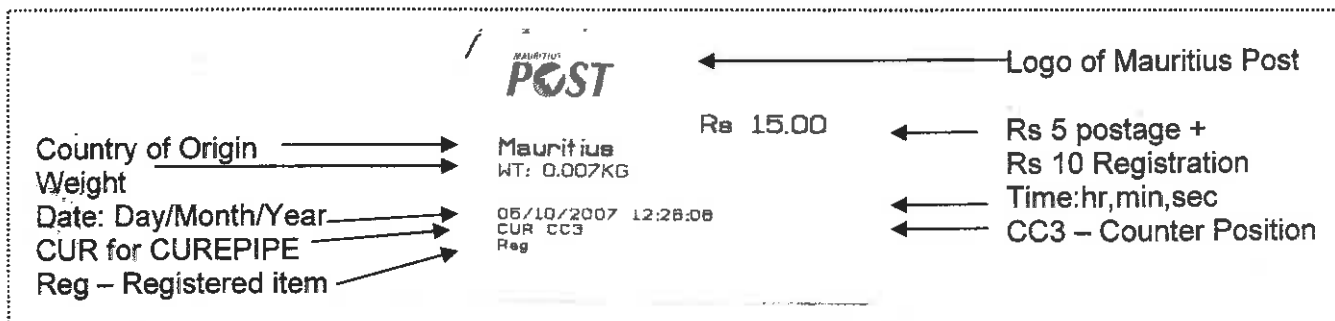 MAURITIUS
POST
Logo of Mauritius Post
Rs 15.00
Rs 5 postage +
Rs 10 Registration
Time:hr,min,sec
CC3 – Counter Position
Country of Origin
Weight
Date: Day/Month/Year
CUR for CUREPIPE
Reg – Registered item
Mauritius
WT: 0.007KG
05/10/2007 12:28:08
CUR CC3
Reg